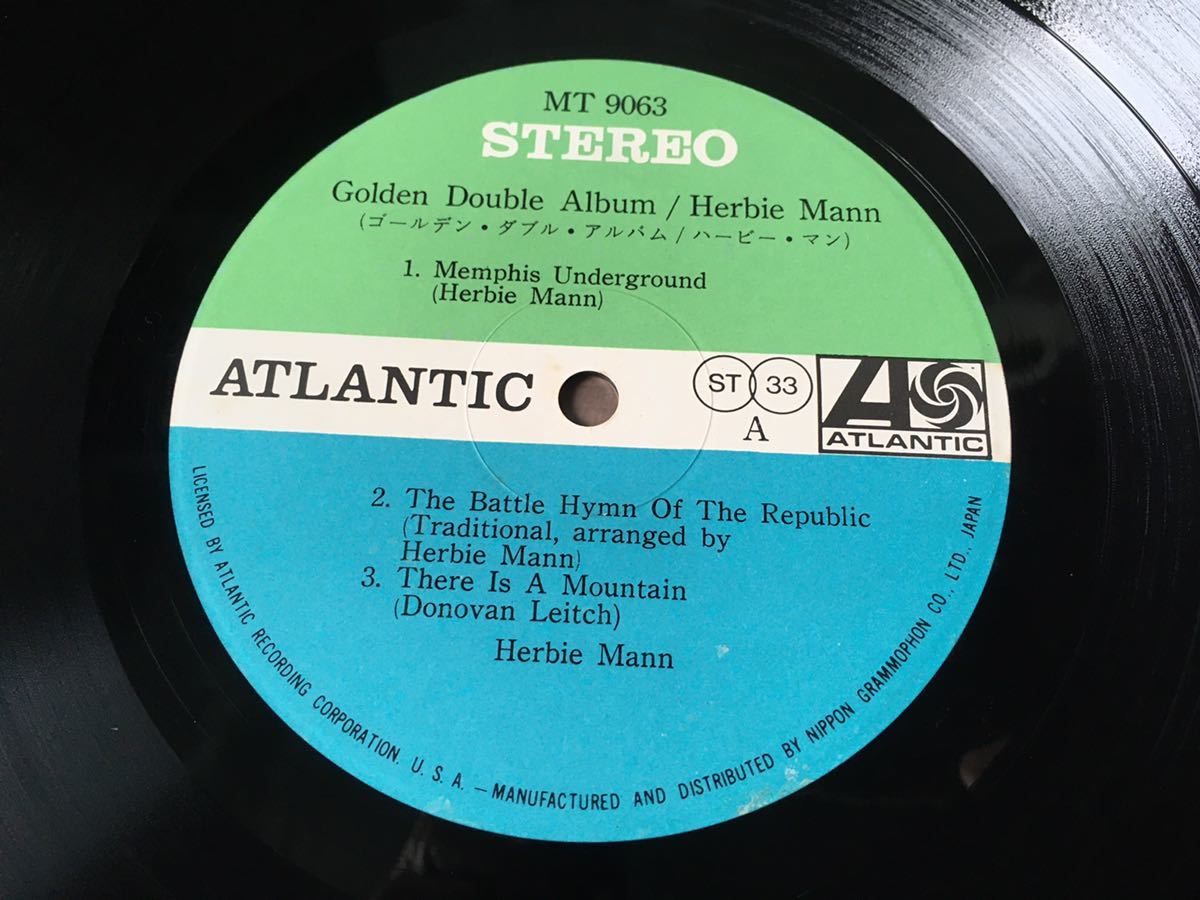 MT 9063
STEREO
Golden Double Album / Herbie Mann
(ゴールデン・ダブル・アルバム / ハービー・マン)
1. Memphis Underground
(Herbie Mann)
ATLANTIC
ST 33
A
ATLANTIC
2. The Battle Hymn Of The Republic
(Traditional, arranged by
Herbie Mann)
3. There Is A Mountain
(Donovan Leitch)
Herbie Mann
LICENSED BY ATLANTIC RECORDING CORPORATION. U. S. A. — MANUFACTURED AND DISTRIBUTED BY NIPPON GRAMMOPHON CO., LTD., JAPAN